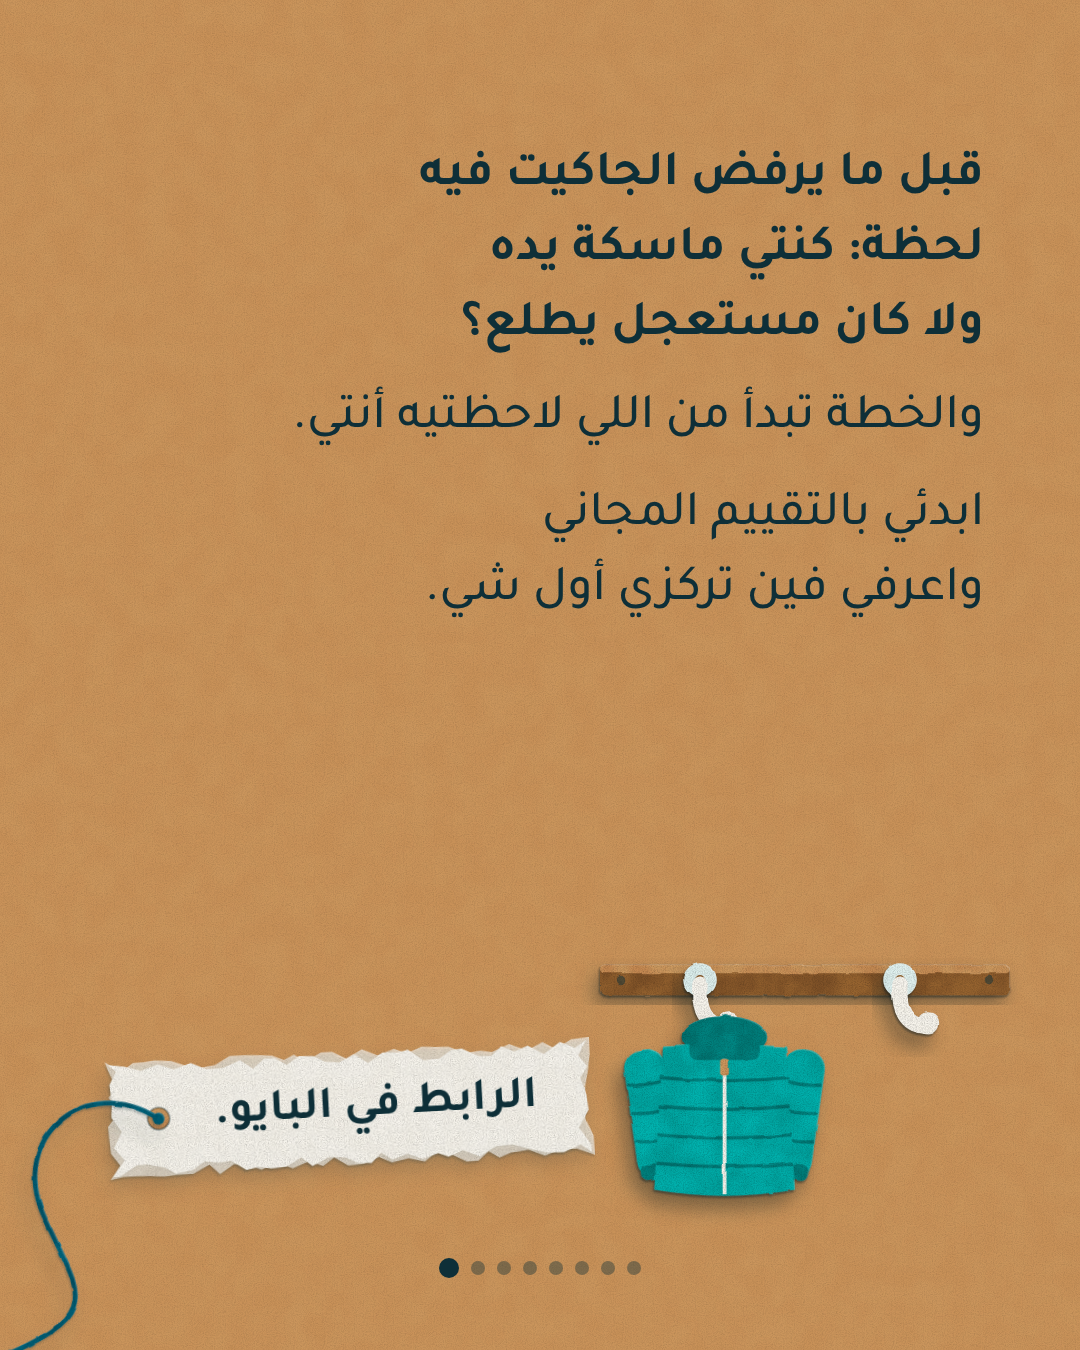 قبل ما يرفض الجاكيت فيه
لحظة: كنتي ماسكة يده
ولا كان مستعجل يطلع؟
والخطة تبدأ من اللي لاحظتيه أنتي.
ابدئي بالتقييم المجاني
واعرفي فين تركزي أول شي.
الرابط في البايو.